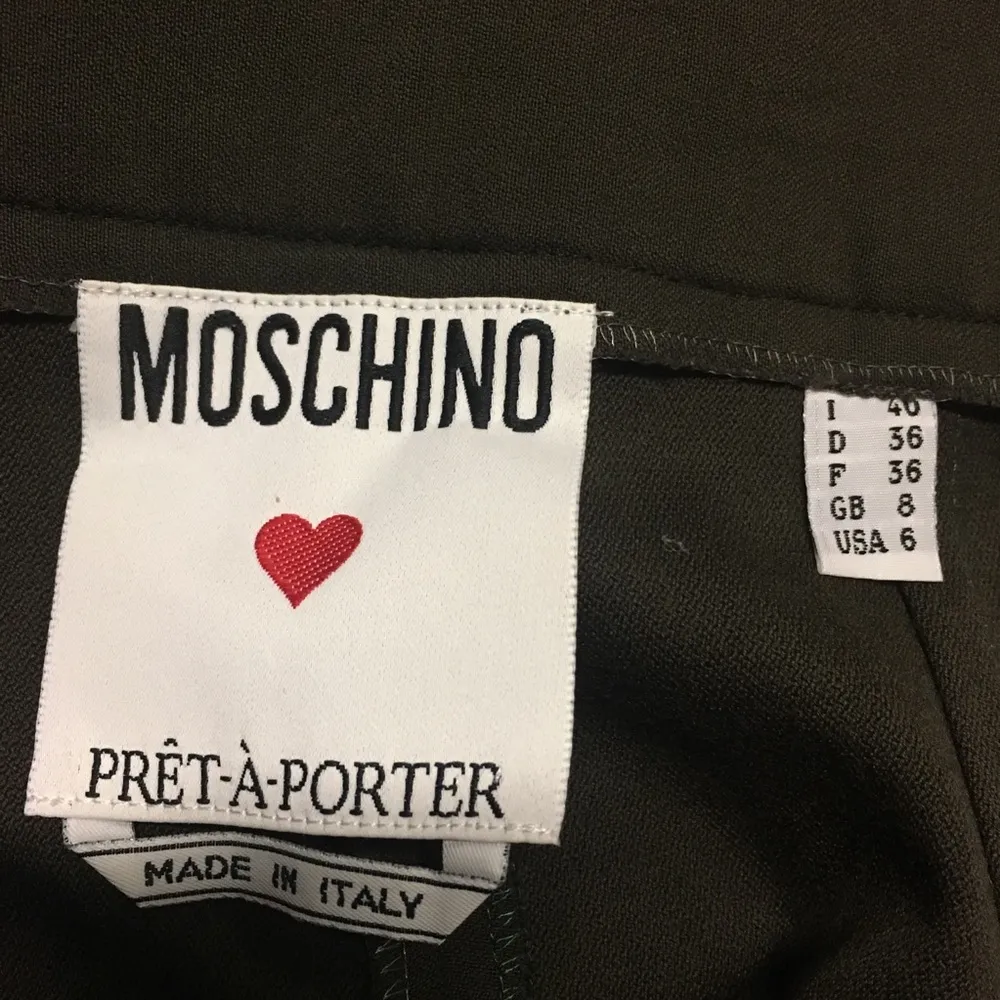 MOSCHINO
PRÊT-À-PORTER
MADE IN ITALY
I 40
D 36
F 36
GB 8
USA 6